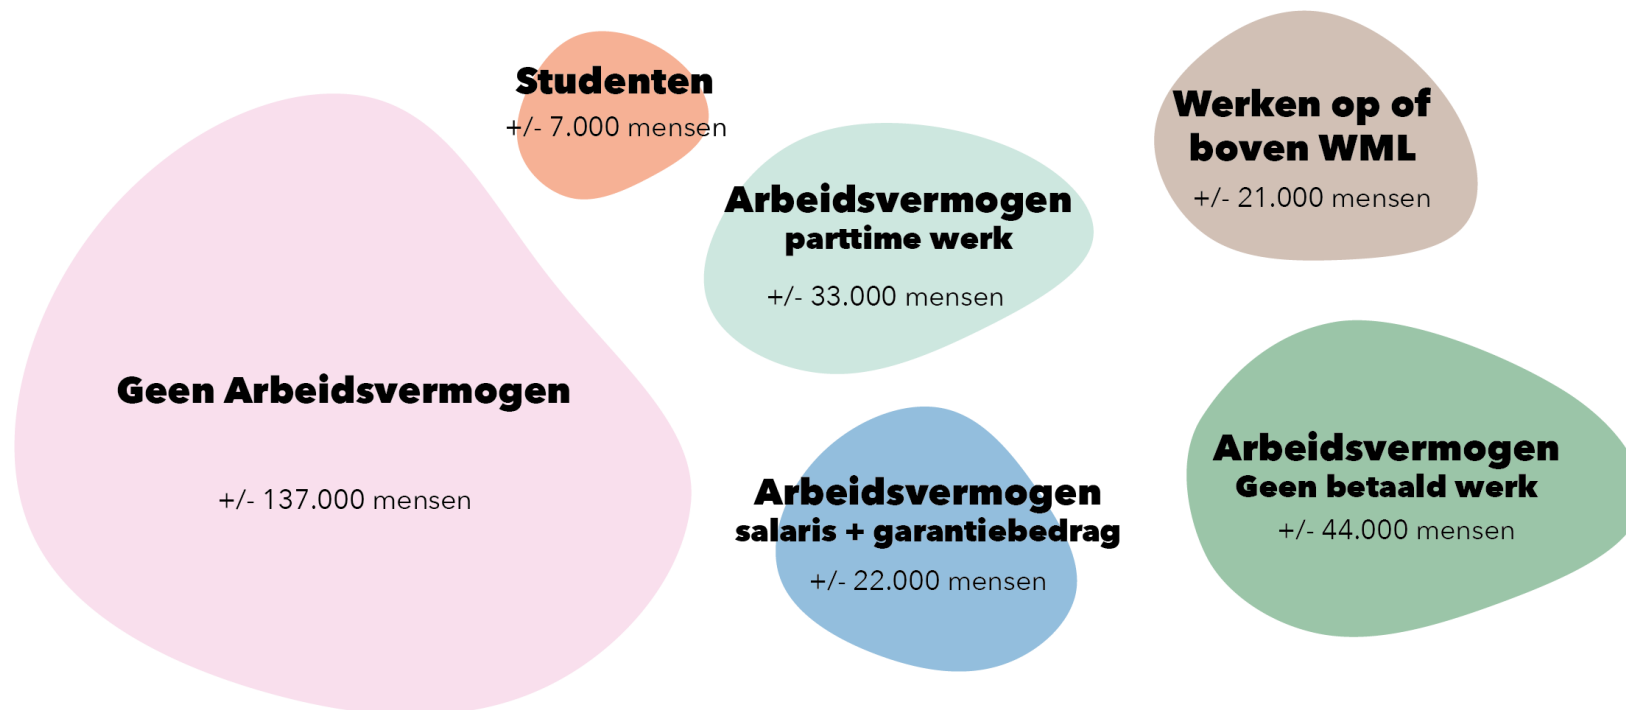 Studenten
+/- 7.000 mensen
Werken op of
boven WML
+/- 21.000 mensen
Arbeidsvermogen
parttime werk
+/- 33.000 mensen
Geen Arbeidsvermogen
+/- 137.000 mensen
Arbeidsvermogen
salaris + garantiebedrag
+/- 22.000 mensen
Arbeidsvermogen
Geen betaald werk
+/- 44.000 mensen